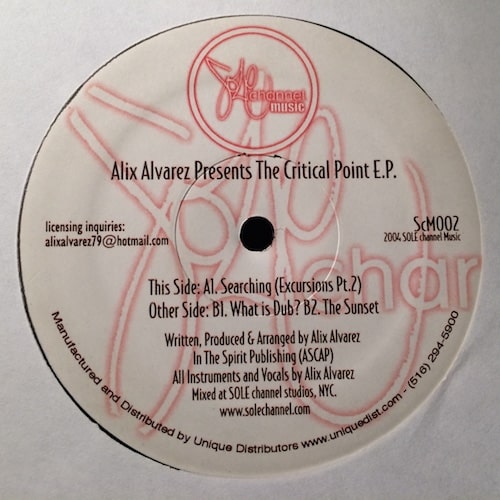 SOLE
channel
music
Alix Alvarez Presents The Critical Point E.P.
licensing inquiries:
alixalvarez79@hotmail.com
ScM002
2004 SOLE channel Music
This Side: A1. Searching (Excursions Pt.2)
Other Side: B1. What is Dub? B2. The Sunset
Written, Produced & Arranged by Alix Alvarez
In The Spirit Publishing (ASCAP)
All Instruments and Vocals by Alix Alvarez
Mixed at SOLE channel studios, NYC.
www.solechannel.com
Manufactured and Distributed by Unique Distributors www.uniquedist.com - (516) 294-5900
Sole
char